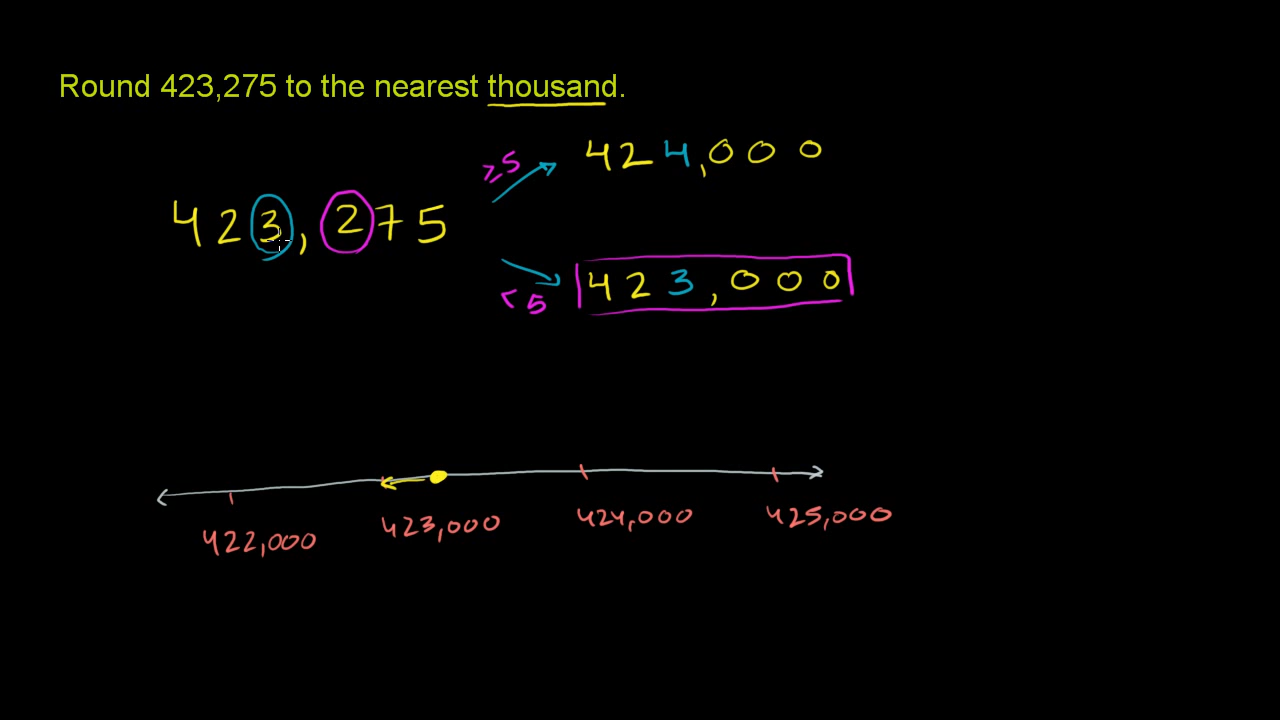 Round 423,275 to the nearest thousand.
≥5 424,000
423,275
<5 423,000
422,000 423,000 424,000 425,000